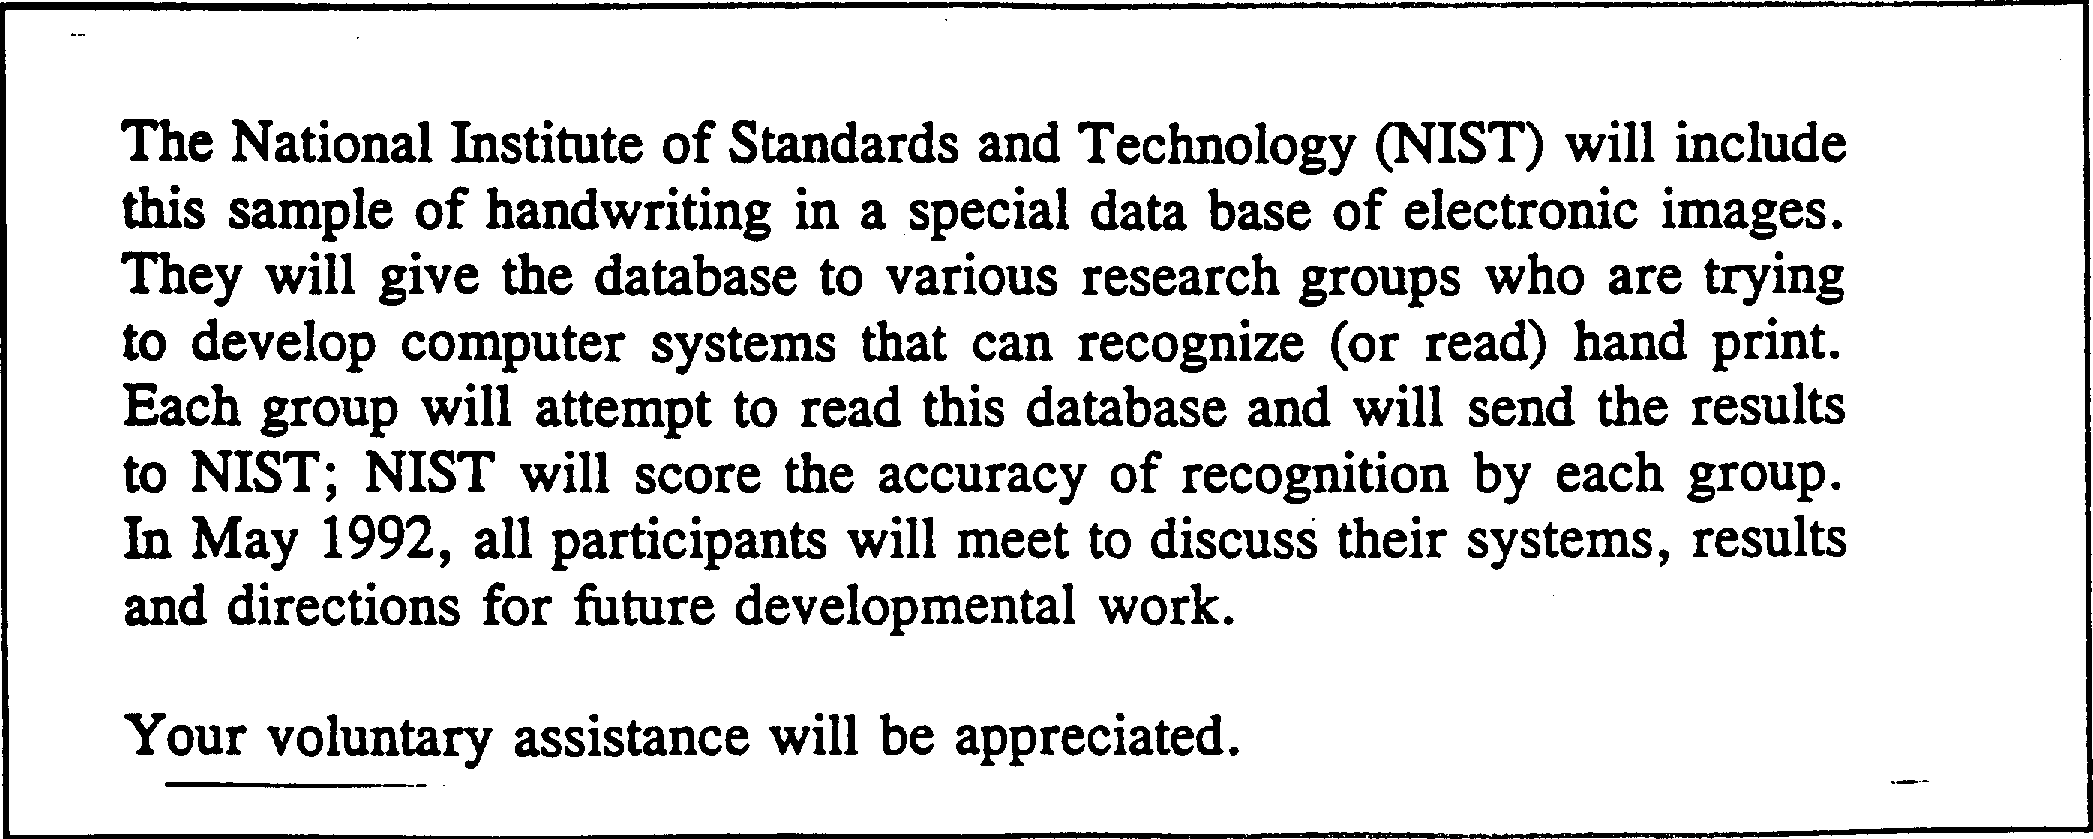 The National Institute of Standards and Technology (NIST) will include
this sample of handwriting in a special data base of electronic images.
They will give the database to various research groups who are trying
to develop computer systems that can recognize (or read) hand print.
Each group will attempt to read this database and will send the results
to NIST; NIST will score the accuracy of recognition by each group.
In May 1992, all participants will meet to discuss their systems, results
and directions for future developmental work.
Your voluntary assistance will be appreciated.